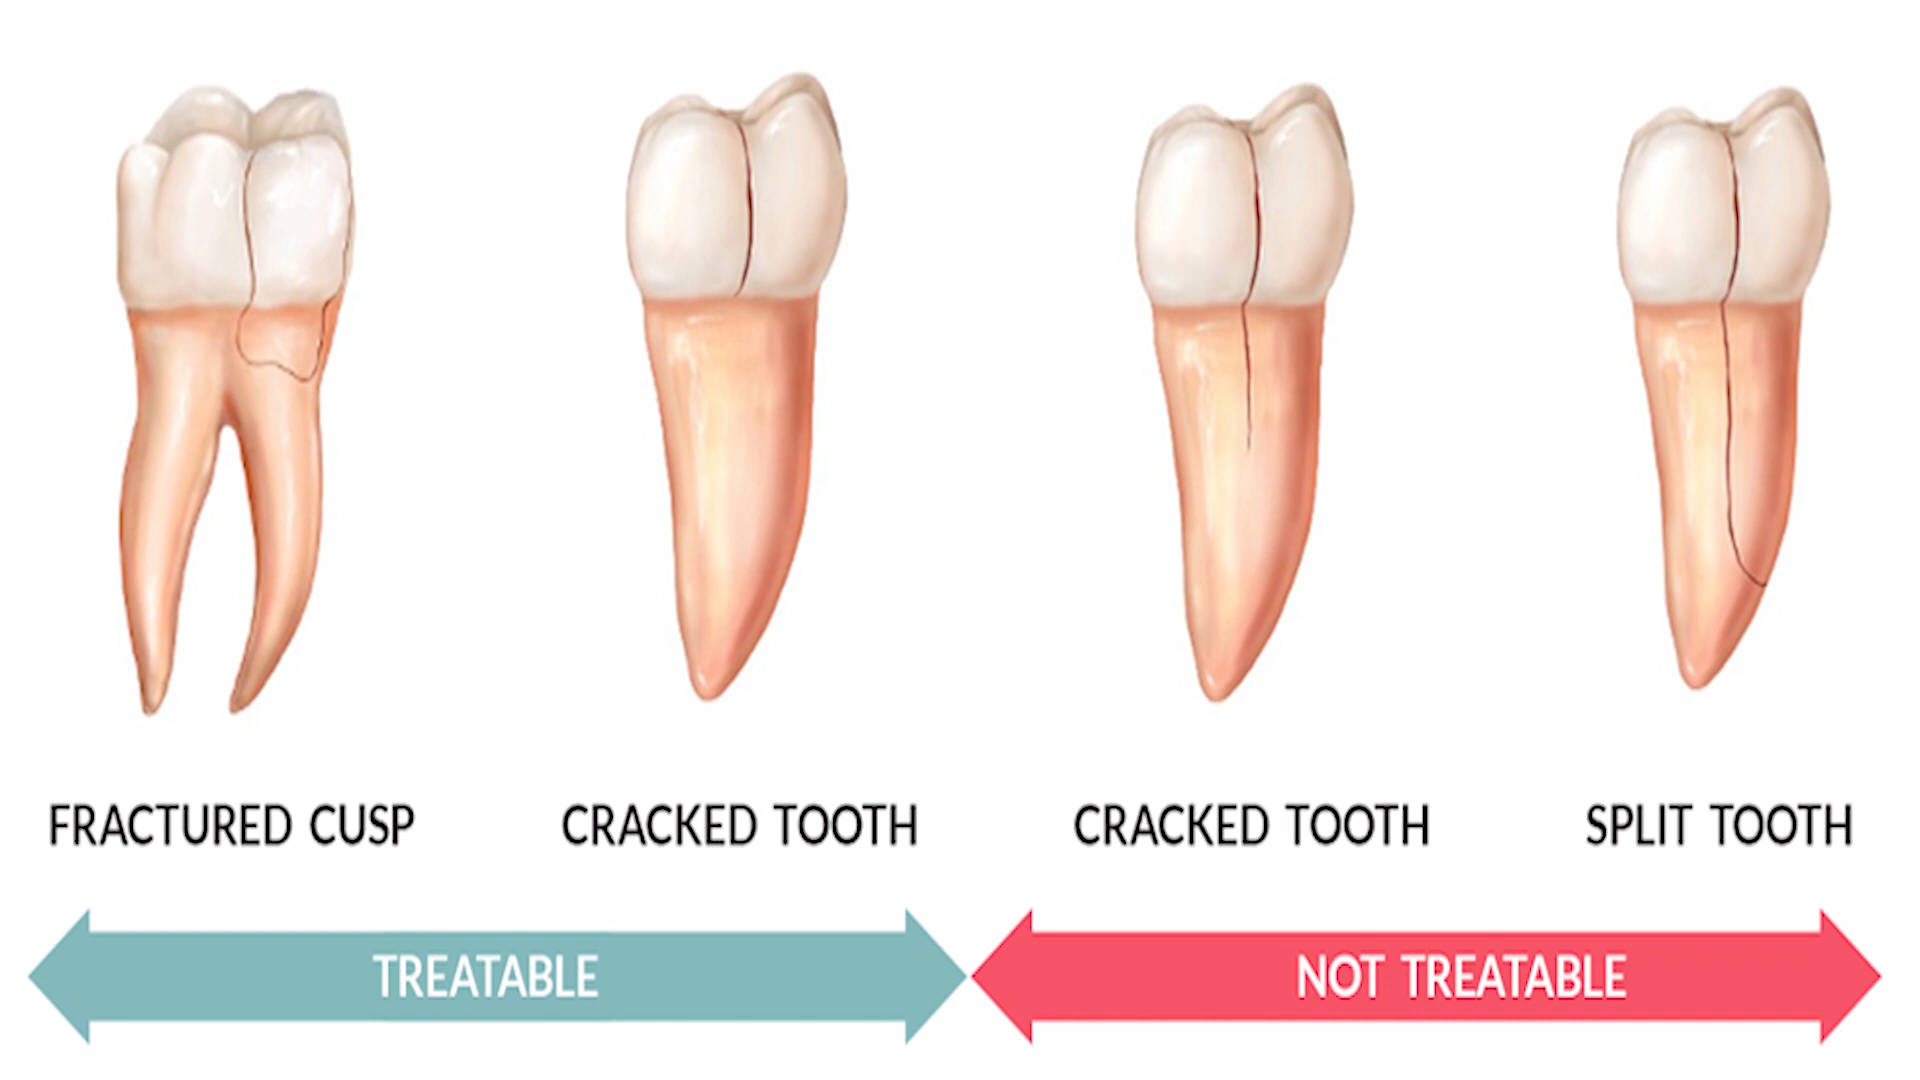 FRACTURED CUSP
CRACKED TOOTH
CRACKED TOOTH
SPLIT TOOTH
TREATABLE
NOT TREATABLE